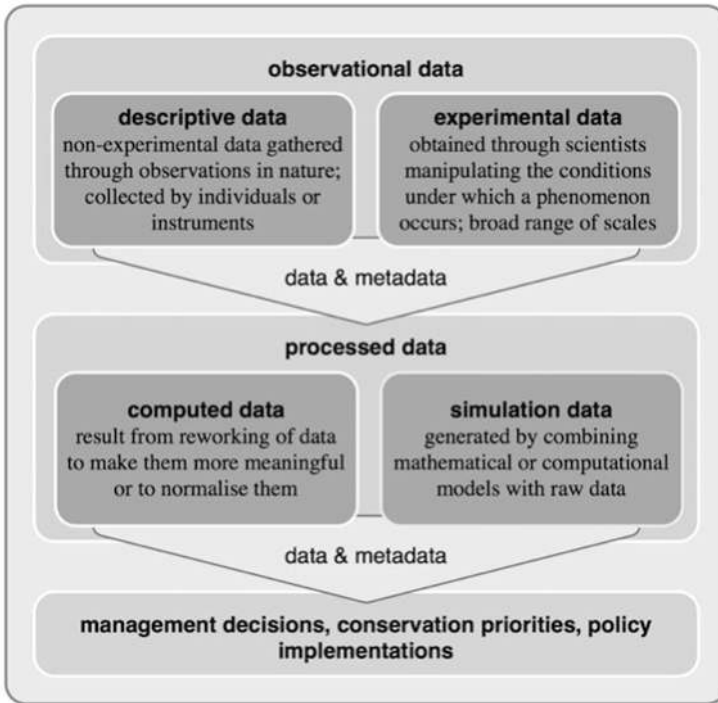 observational data
descriptive data
non-experimental data gathered
through observations in nature;
collected by individuals or
instruments
experimental data
obtained through scientists
manipulating the conditions
under which a phenomenon
occurs; broad range of scales
data & metadata
processed data
computed data
result from reworking of data
to make them more meaningful
or to normalise them
simulation data
generated by combining
mathematical or computational
models with raw data
data & metadata
management decisions, conservation priorities, policy
implementations